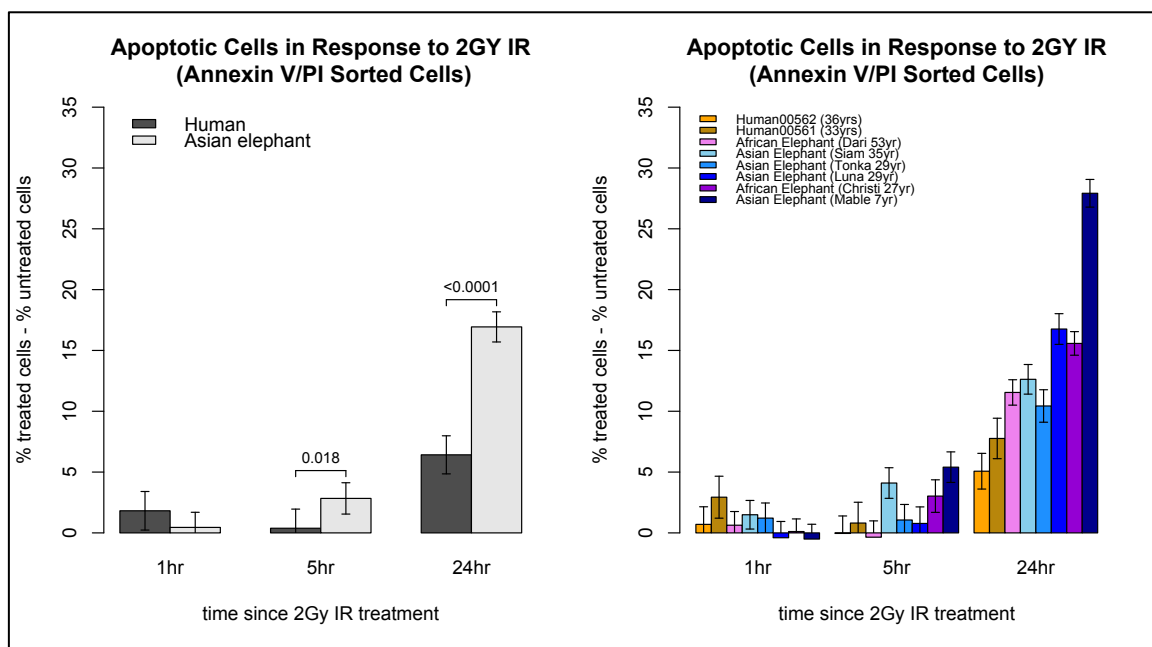 Apoptotic Cells in Response to 2GY IR
(Annexin V/PI Sorted Cells)
% treated cells - % untreated cells
35
30
25
20
15
10
5
0
Human
Asian elephant
<0.0001
0.018
1hr
5hr
24hr
time since 2Gy IR treatment
Apoptotic Cells in Response to 2GY IR
(Annexin V/PI Sorted Cells)
% treated cells - % untreated cells
35
30
25
20
15
10
5
0
Human00562 (36yrs)
Human00561 (33yrs)
African Elephant (Dari 53yr)
Asian Elephant (Siam 35yr)
Asian Elephant (Tonka 29yr)
Asian Elephant (Luna 29yr)
African Elephant (Christi 27yr)
Asian Elephant (Mable 7yr)
1hr
5hr
24hr
time since 2Gy IR treatment